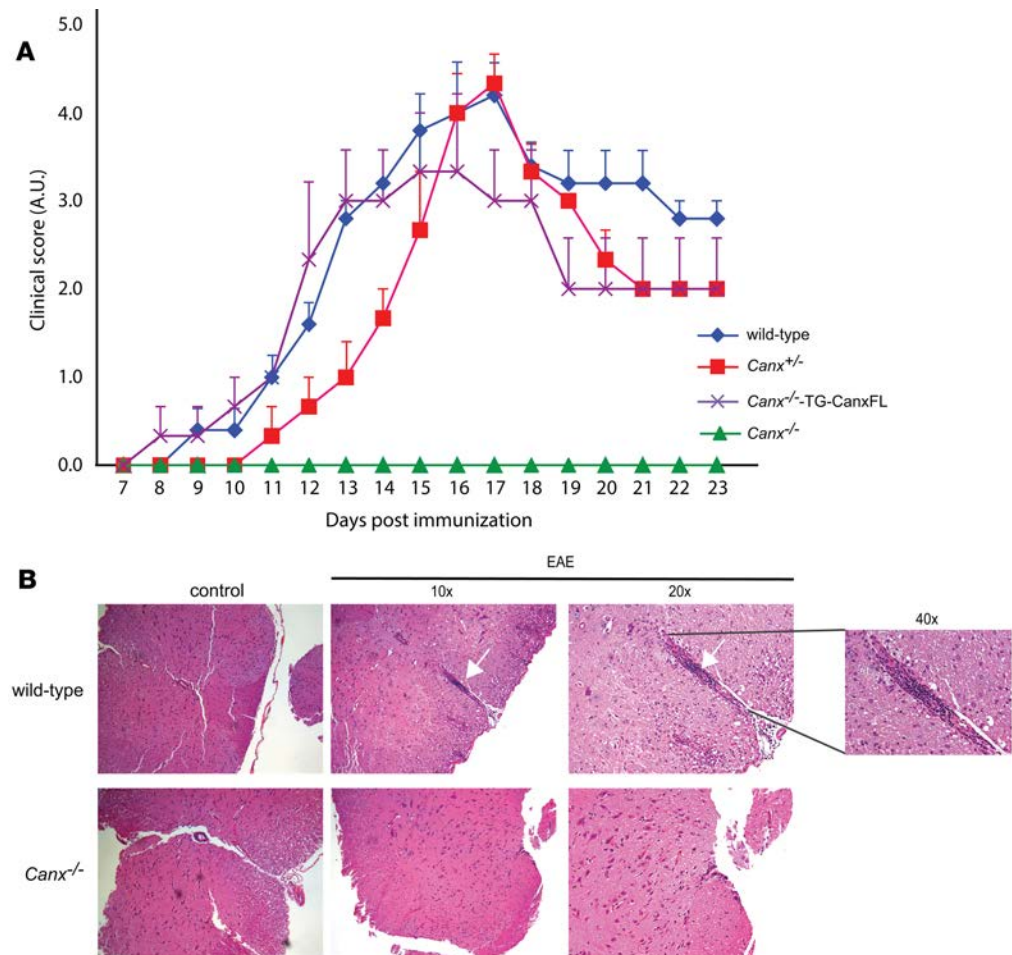 A
5.0
4.0
3.0
2.0
1.0
0.0
Clinical score (A.U.)
7 8 9 10 11 12 13 14 15 16 17 18 19 20 21 22 23
Days post immunization
wild-type
Canx+/-
Canx-/--TG-CanxFL
Canx-/-
B
EAE
control 10x 20x
40x
wild-type
Canx-/-